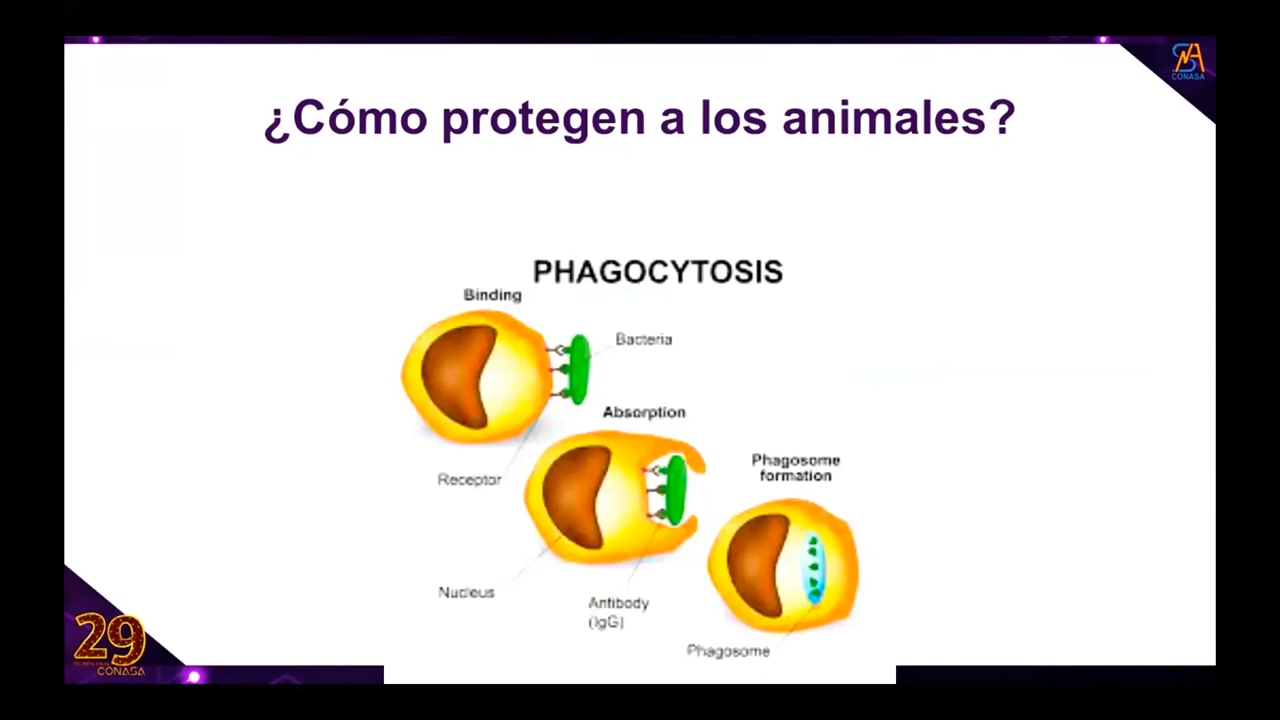 CONASA
¿Cómo protegen a los animales?
PHAGOCYTOSIS
Binding
Bacteria
Absorption
Receptor
Phagosome
formation
Nucleus
Antibody
(IgG)
Phagosome
29
CONASA